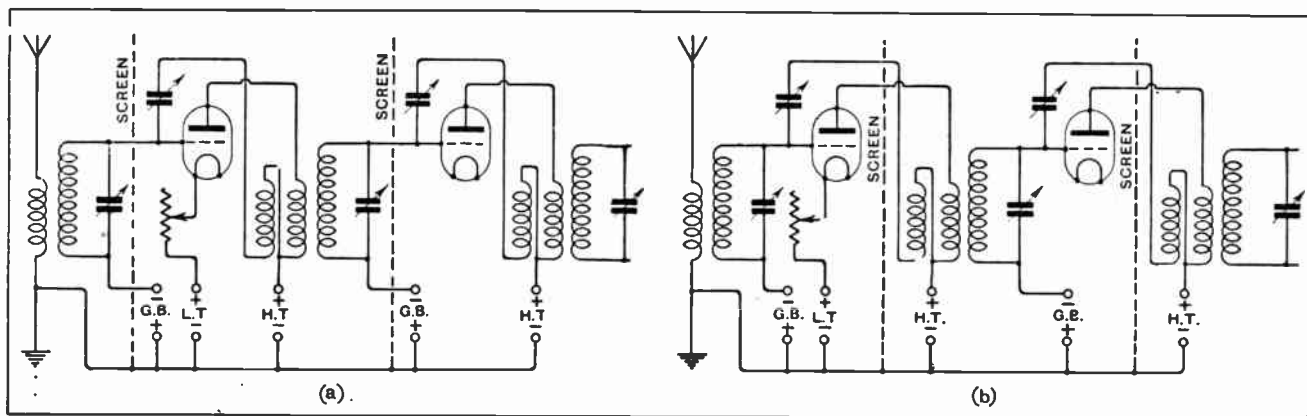 SCREEN
SCREEN
− G.B. +
+ L.T −
+ H.T −
− G.B. +
+ H.T −
(a)
SCREEN
SCREEN
− G.B. +
+ L.T −
+ H.T. −
− G.B. +
+ H.T. −
(b)